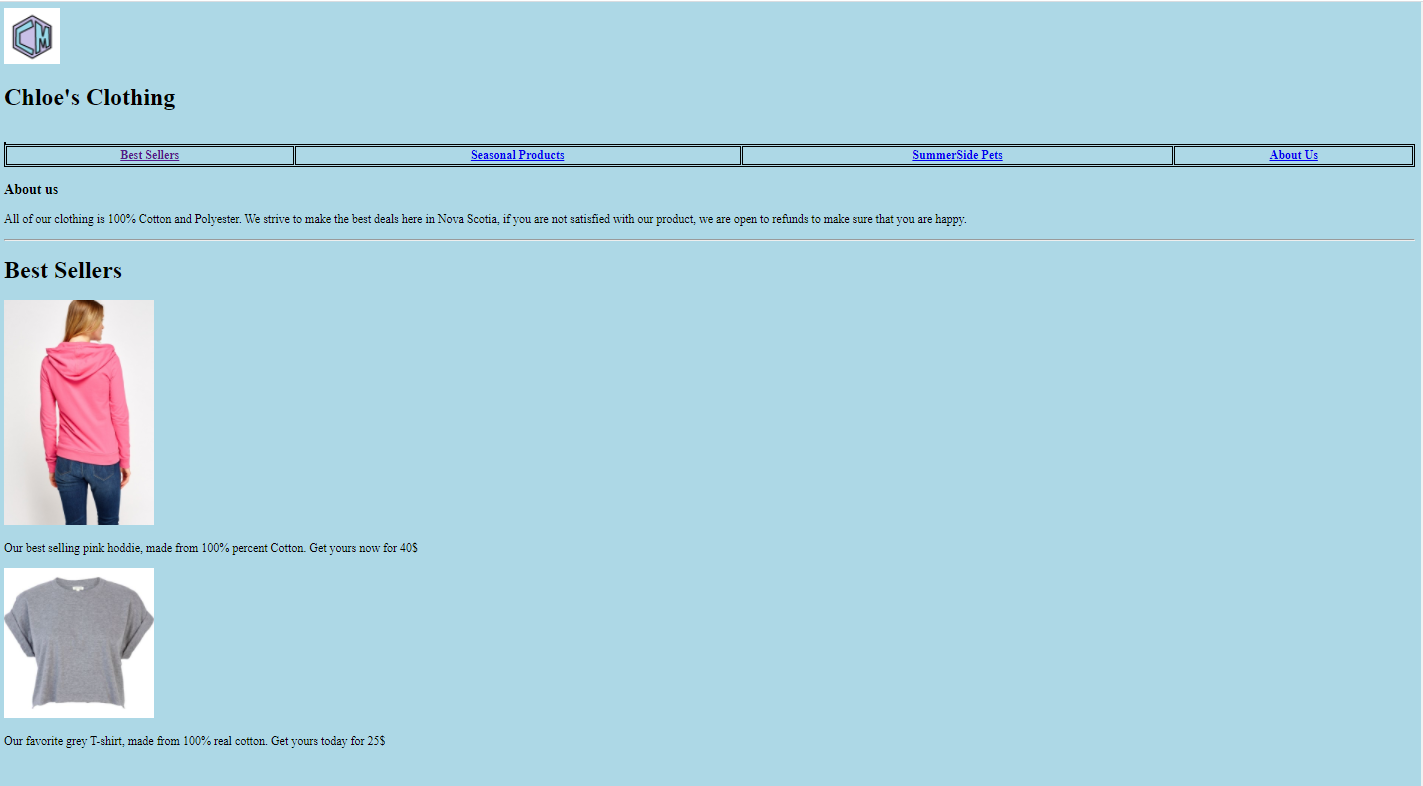 CM
Chloe's Clothing
Best Sellers Seasonal Products SummerSide Pets About Us
About us
All of our clothing is 100% Cotton and Polyester. We strive to make the best deals here in Nova Scotia, if you are not satisfied with our product, we are open to refunds to make sure that you are happy.
Best Sellers
Our best selling pink hoddie, made from 100% percent Cotton. Get yours now for 40$
Our favorite grey T-shirt, made from 100% real cotton. Get yours today for 25$